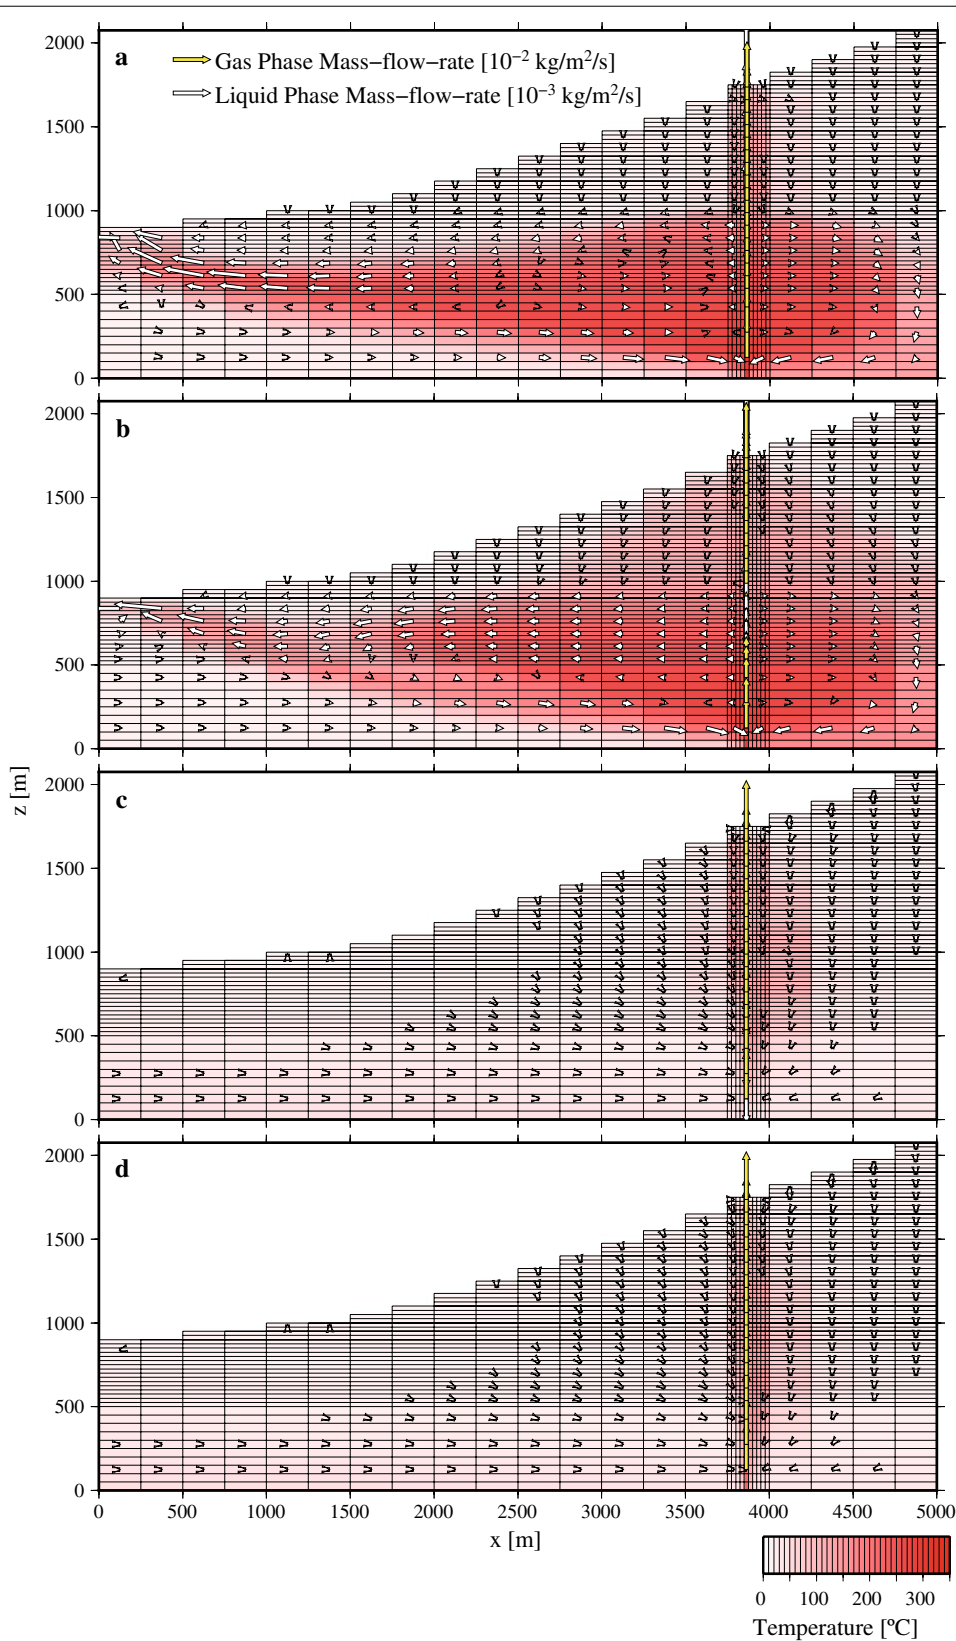 2000
a
Gas Phase Mass−flow−rate [10−2 kg/m2/s]
Liquid Phase Mass−flow−rate [10−3 kg/m2/s]
1500
1000
500
0
2000
b
1500
1000
500
0
z [m]
2000
c
1500
1000
500
0
2000
d
1500
1000
500
0
0 500 1000 1500 2000 2500 3000 3500 4000 4500 5000
x [m]
0 100 200 300
Temperature [ºC]